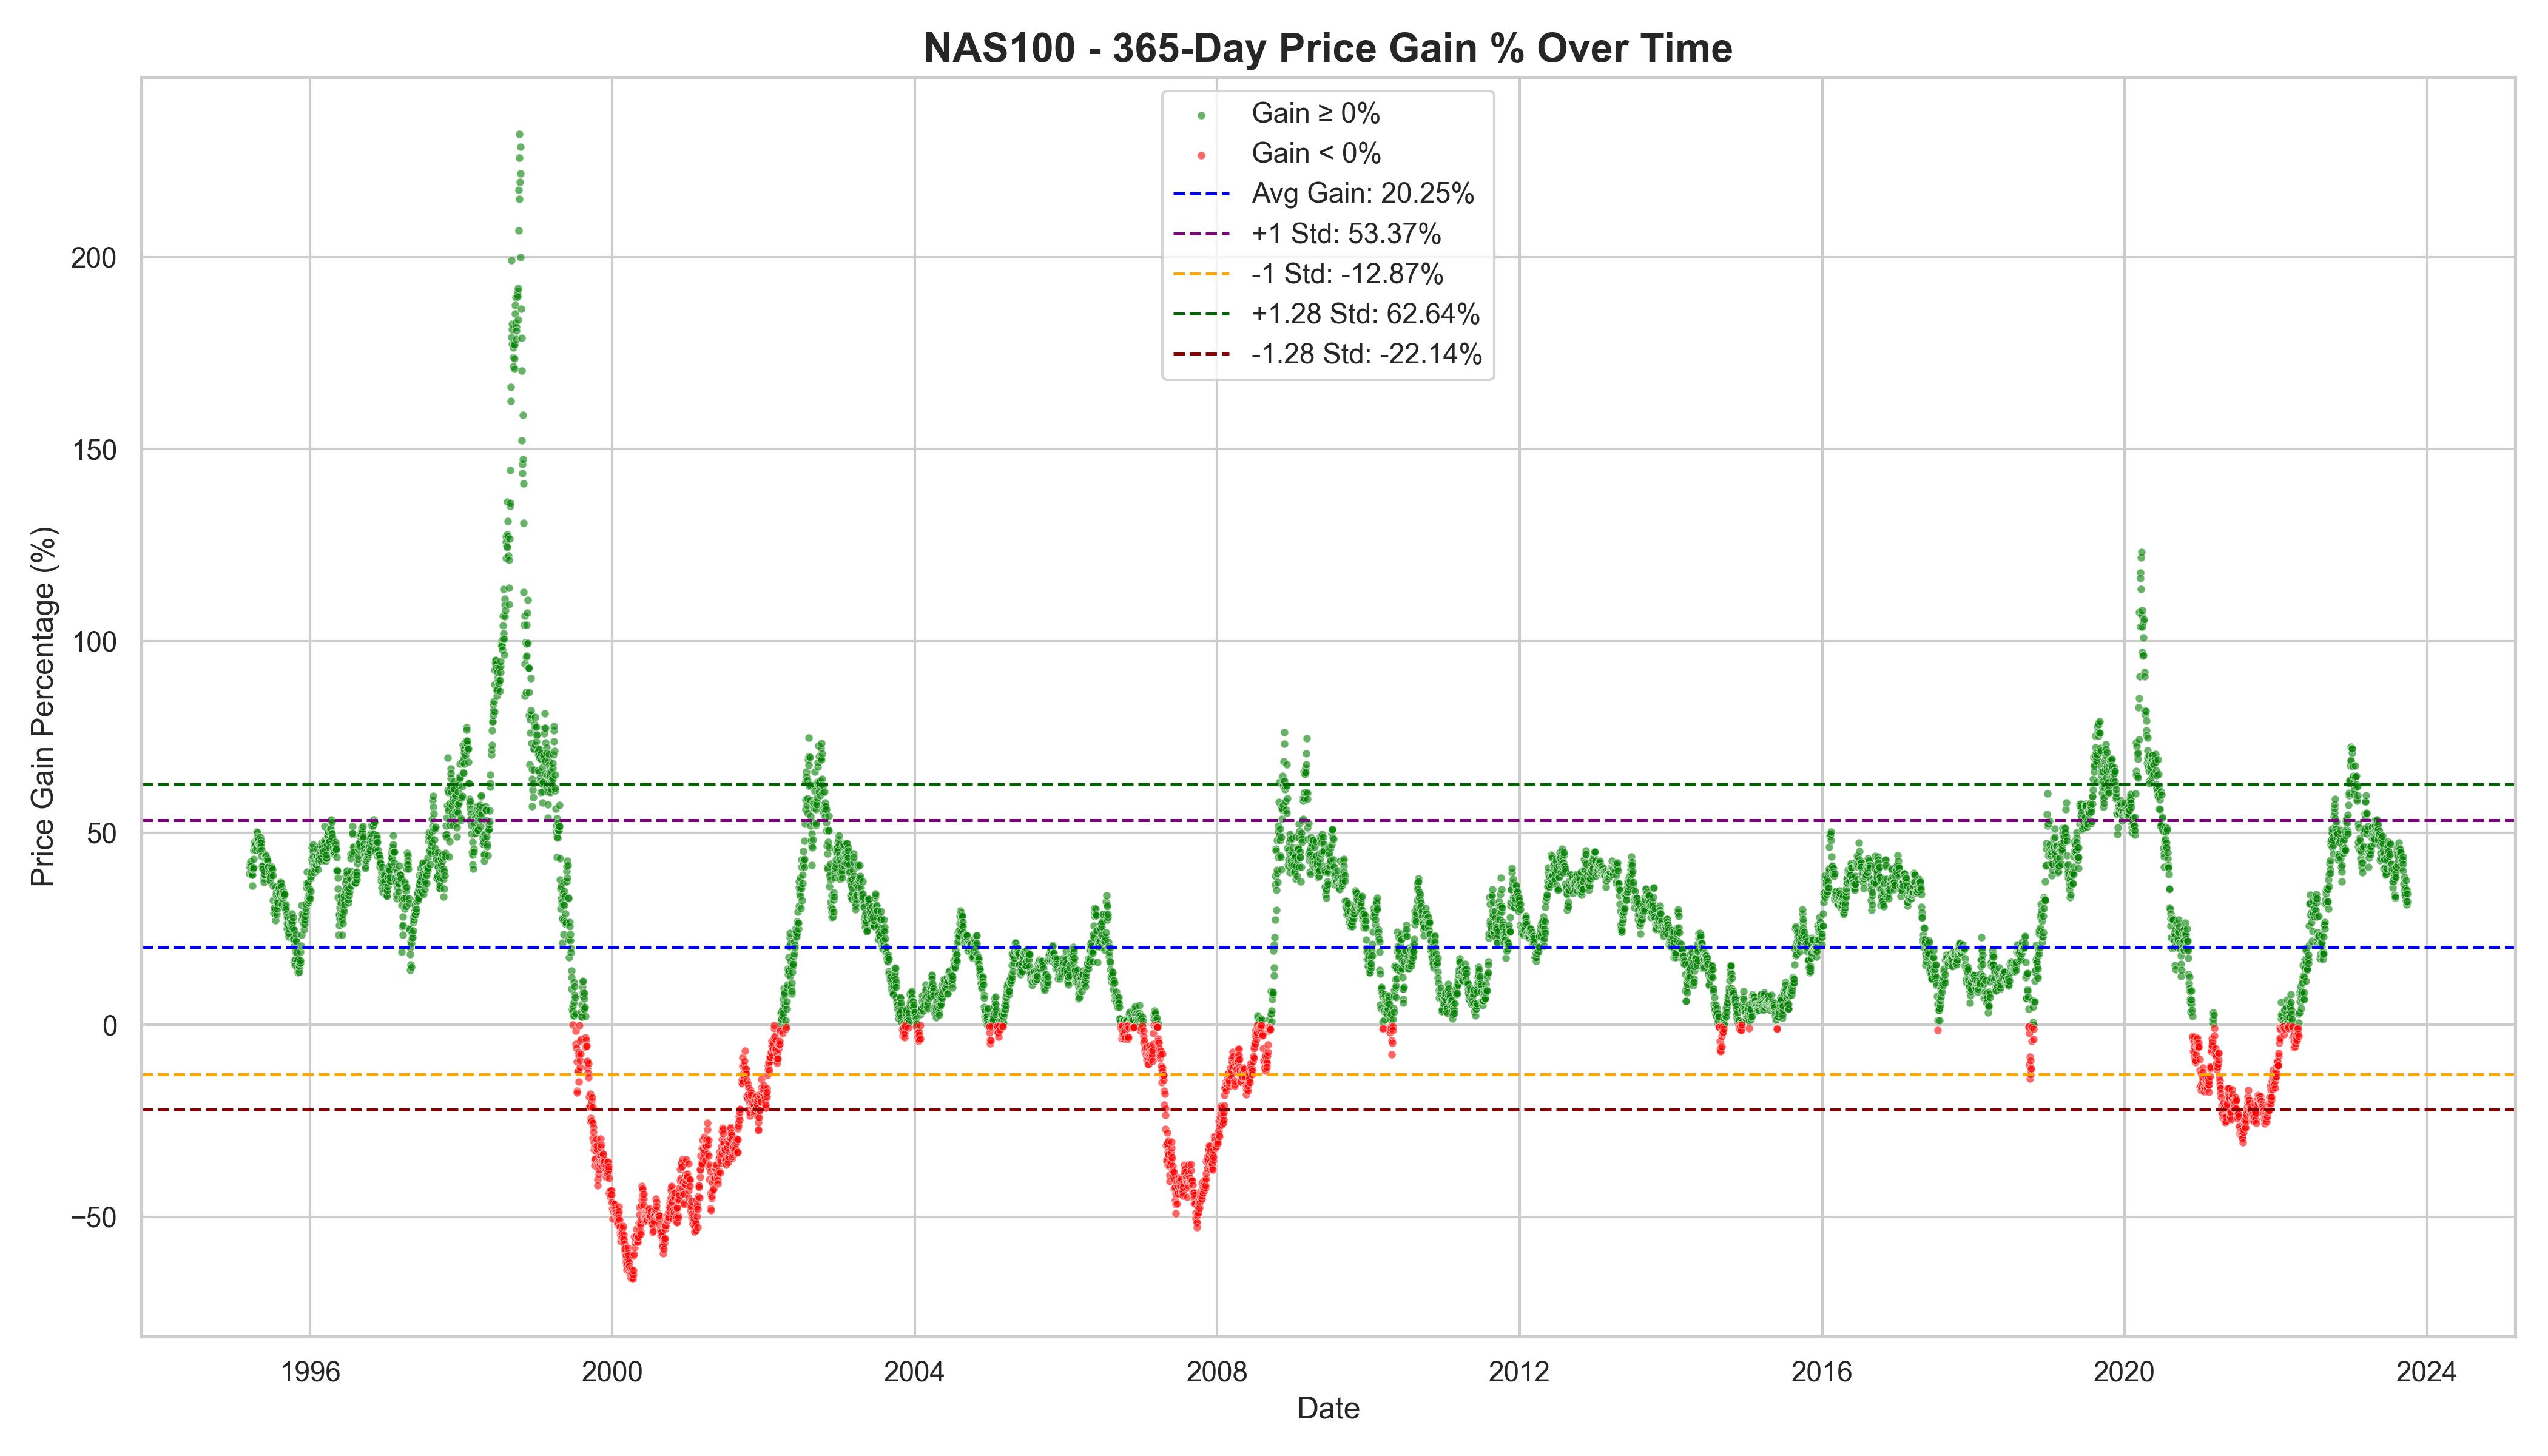 NAS100 - 365-Day Price Gain % Over Time
Gain ≥ 0%
Gain < 0%
Avg Gain: 20.25%
+1 Std: 53.37%
-1 Std: -12.87%
+1.28 Std: 62.64%
-1.28 Std: -22.14%
Price Gain Percentage (%)
200
150
100
50
0
−50
1996 2000 2004 2008 2012 2016 2020 2024
Date